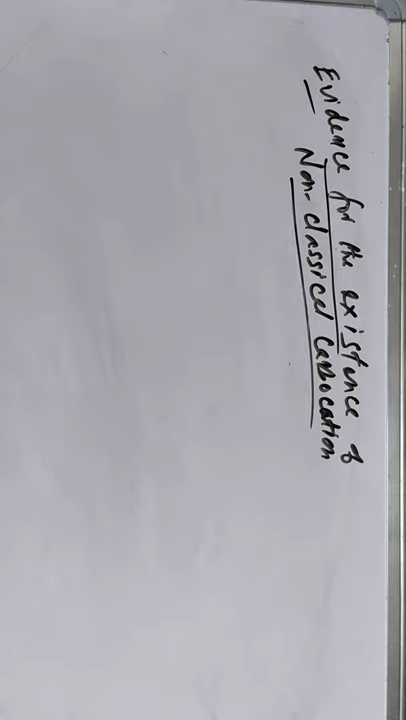 Evidence for the existence of
Non-classical carbocation